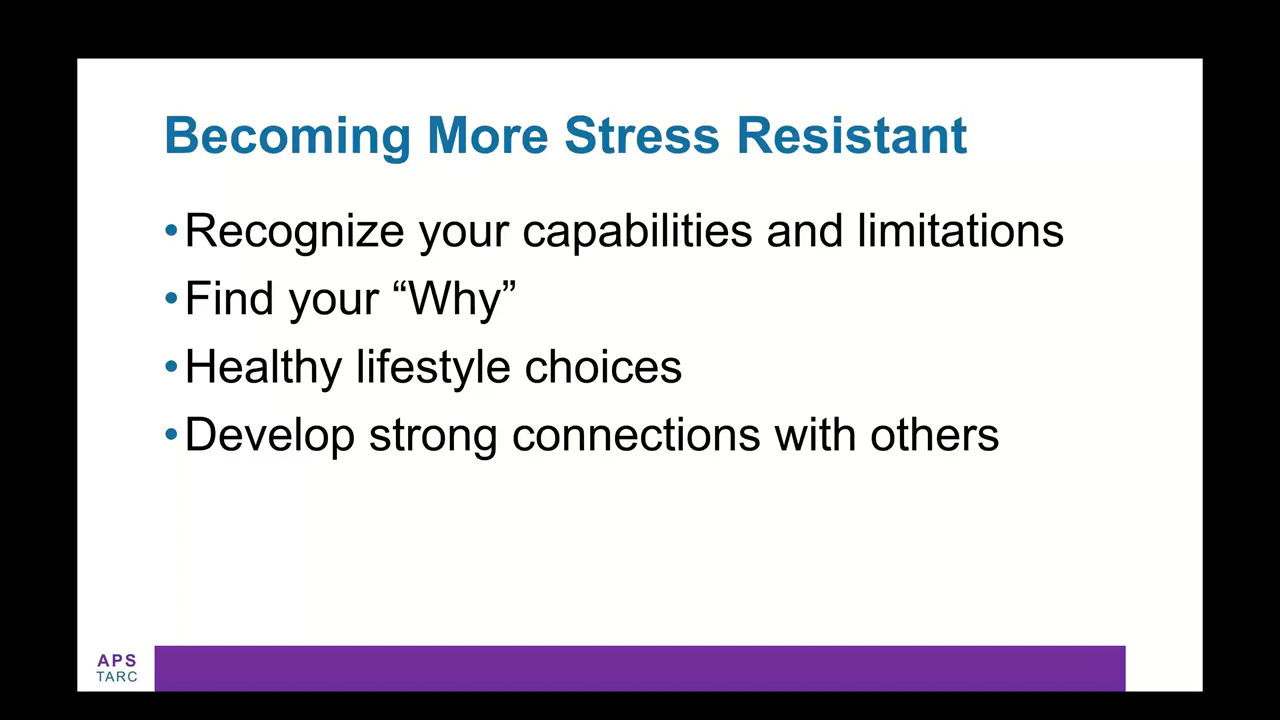 Becoming More Stress Resistant
•Recognize your capabilities and limitations
•Find your “Why”
•Healthy lifestyle choices
•Develop strong connections with others
APS
TARC